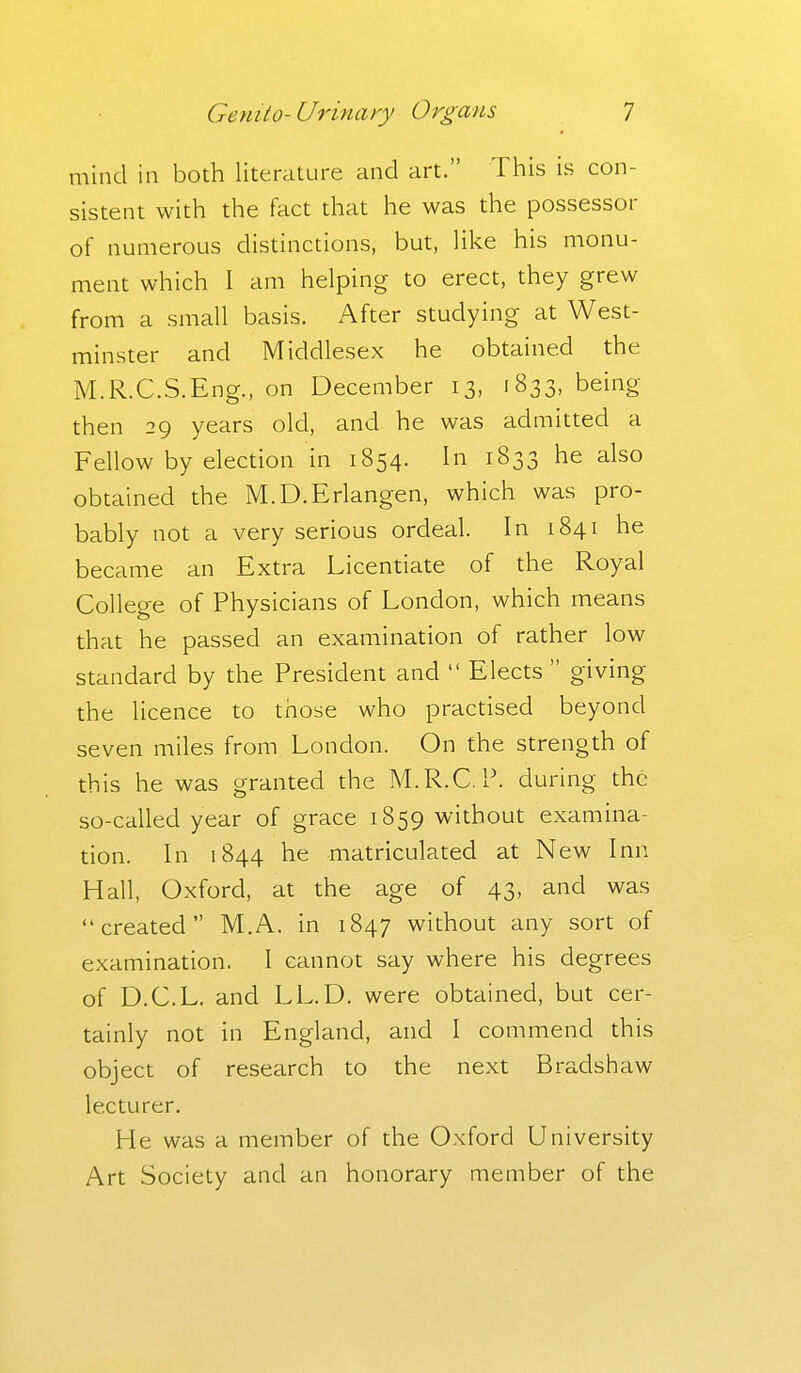 Genito-Urinary Organs 7
mind in both literature and art.” This is con-
sistent with the fact that he was the possessor
of numerous distinctions, but, like his monu-
ment which I am helping to erect, they grew
from a small basis. After studying at West-
minster and Middlesex he obtained the
M.R.C.S.Eng., on December 13, 1833, being
then 29 years old, and he was admitted a
Fellow by election in 1854. In 1833 he also
obtained the M.D.Erlangen, which was pro-
bably not a very serious ordeal. In 1841 he
became an Extra Licentiate of the Royal
College of Physicians of London, which means
that he passed an examination of rather low
standard by the President and “ Elects ” giving
the licence to those who practised beyond
seven miles from London. On the strength of
this he was granted the M.R.C.P. during the
so-called year of grace 1859 without examina-
tion. In 1844 he matriculated at New Inn
Hall, Oxford, at the age of 43, and was
“created” M.A. in 1847 without any sort of
examination. I cannot say where his degrees
of D.C.L. and LL.D. were obtained, but cer-
tainly not in England, and I commend this
object of research to the next Bradshaw
lecturer.
He was a member of the Oxford University
Art Society and an honorary member of the